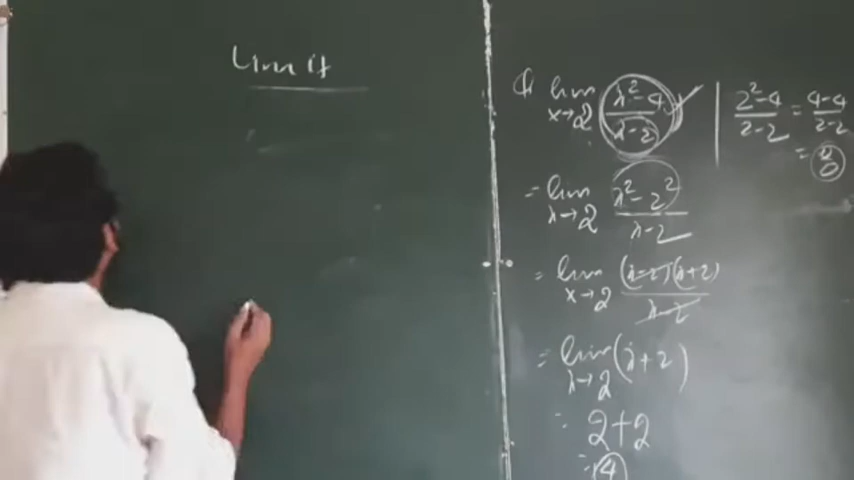 Limit
Q lim x→2 x²-4 / x-2
2²-4 / 2-2 = 4-4 / 2-2
= 0/0
= lim x→2 x²-2² / x-2
= lim x→2 (x-2)(x+2) / x-2
= lim x→2 (x+2)
= 2+2
= 4